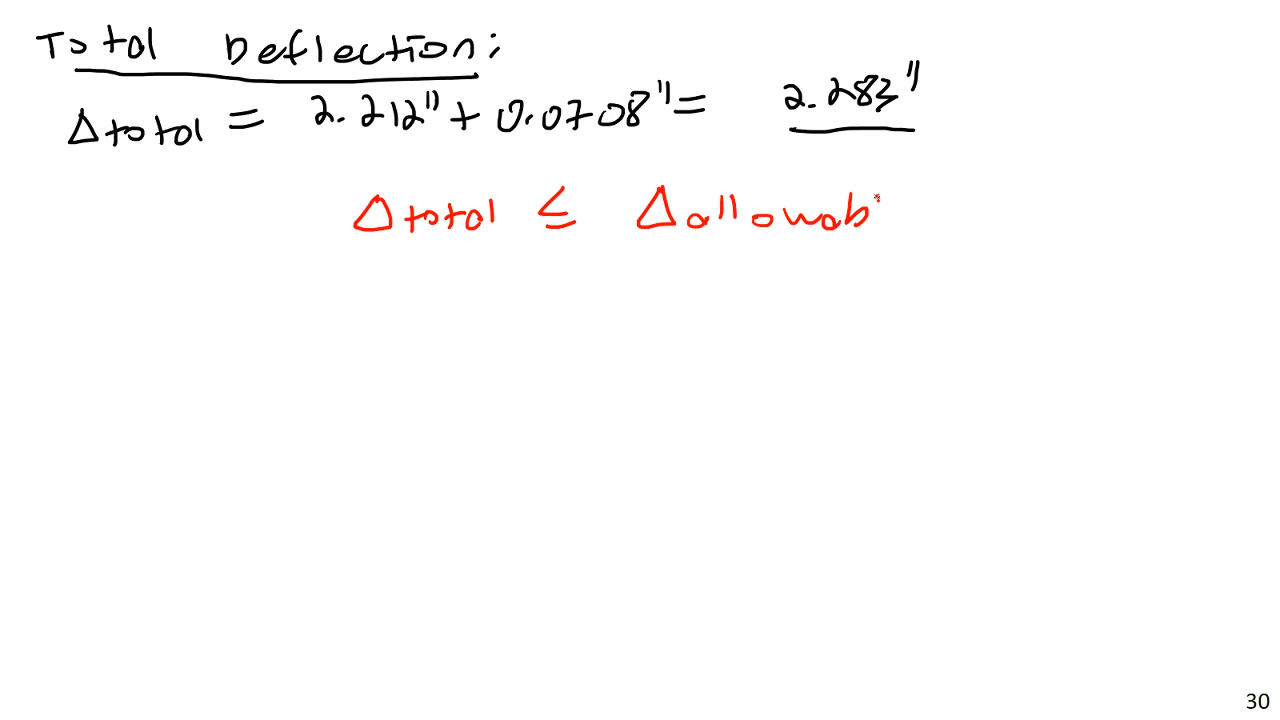 Total Deflection:
Δtotal = 2.212" + 0.0708" = 2.283"
Δtotal ≤ Δallowab
30